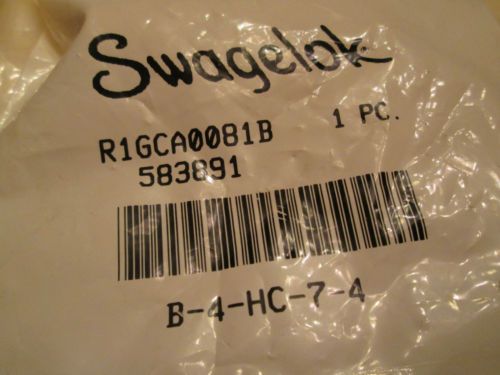 Swagelok
R1GCA0081B 1 PC.
583891
B-4-HC-7-4